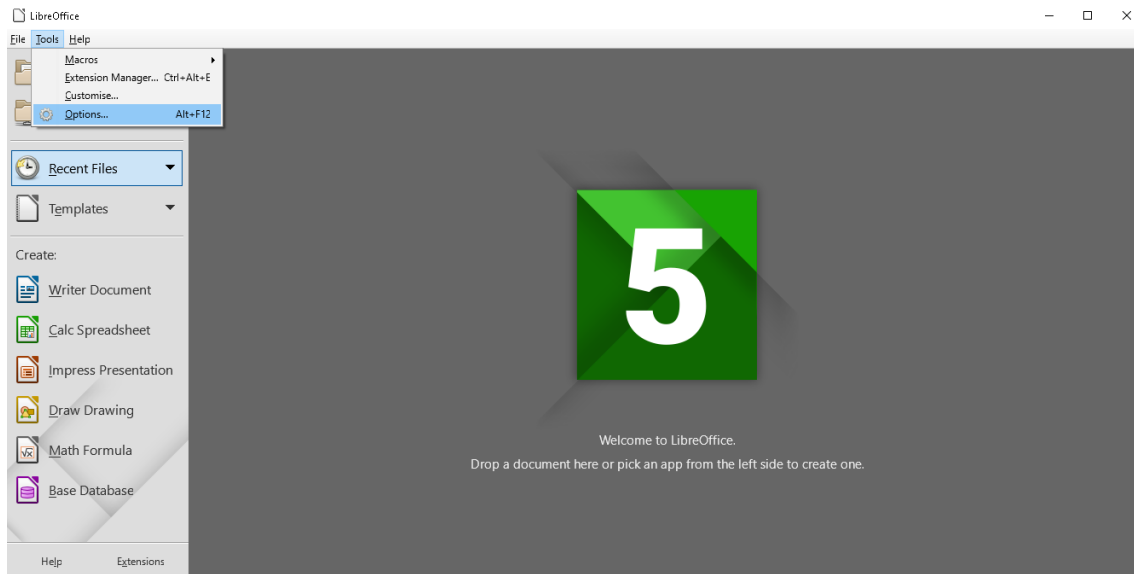 LibreOffice
File Tools Help
Macros
Extension Manager... Ctrl+Alt+E
Customise...
Options... Alt+F12
Recent Files
Templates
Create:
Writer Document
Calc Spreadsheet
Impress Presentation
Draw Drawing
Math Formula
Base Database
Help Extensions
5
Welcome to LibreOffice.
Drop a document here or pick an app from the left side to create one.